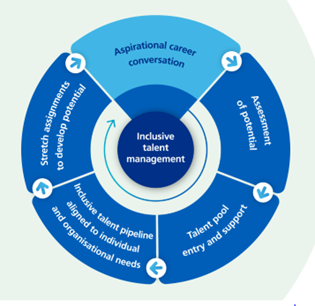 Aspirational career
conversation
Assessment
of potential
Talent pool
entry and support
Inclusive talent pipeline
aligned to individual
and organisational needs
Stretch assignments
to develop potential
Inclusive
talent
management